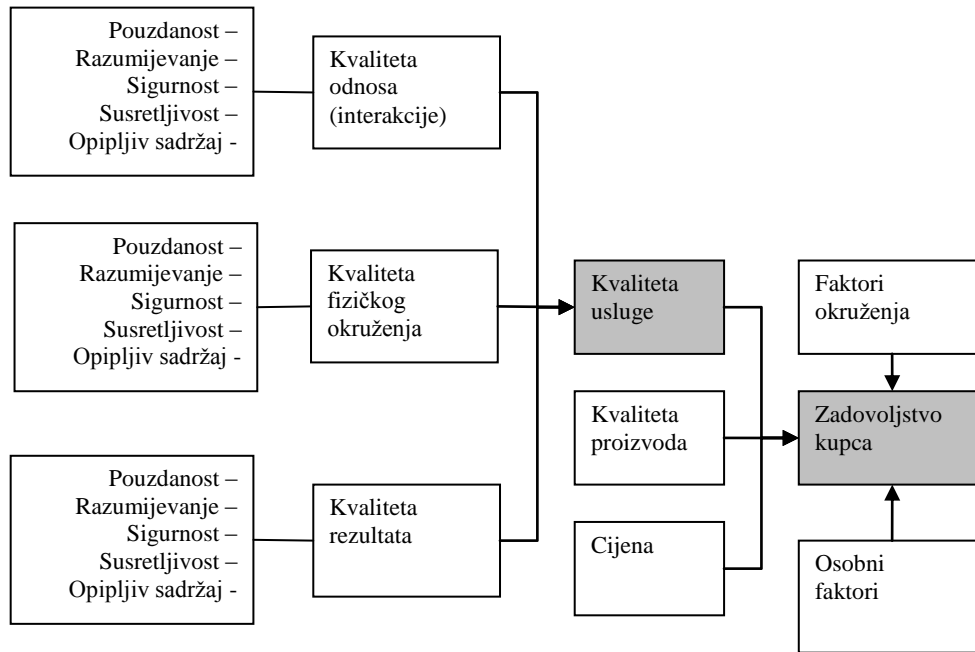 Pouzdanost –
Razumijevanje –
Sigurnost –
Susretljivost –
Opipljiv sadržaj -
Kvaliteta
odnosa
(interakcije)
Pouzdanost –
Razumijevanje –
Sigurnost –
Susretljivost –
Opipljiv sadržaj -
Kvaliteta
fizičkog
okruženja
Kvaliteta
usluge
Faktori
okruženja
Kvaliteta
proizvoda
Zadovoljstvo
kupca
Pouzdanost –
Razumijevanje –
Sigurnost –
Susretljivost –
Opipljiv sadržaj -
Kvaliteta
rezultata
Cijena
Osobni
faktori